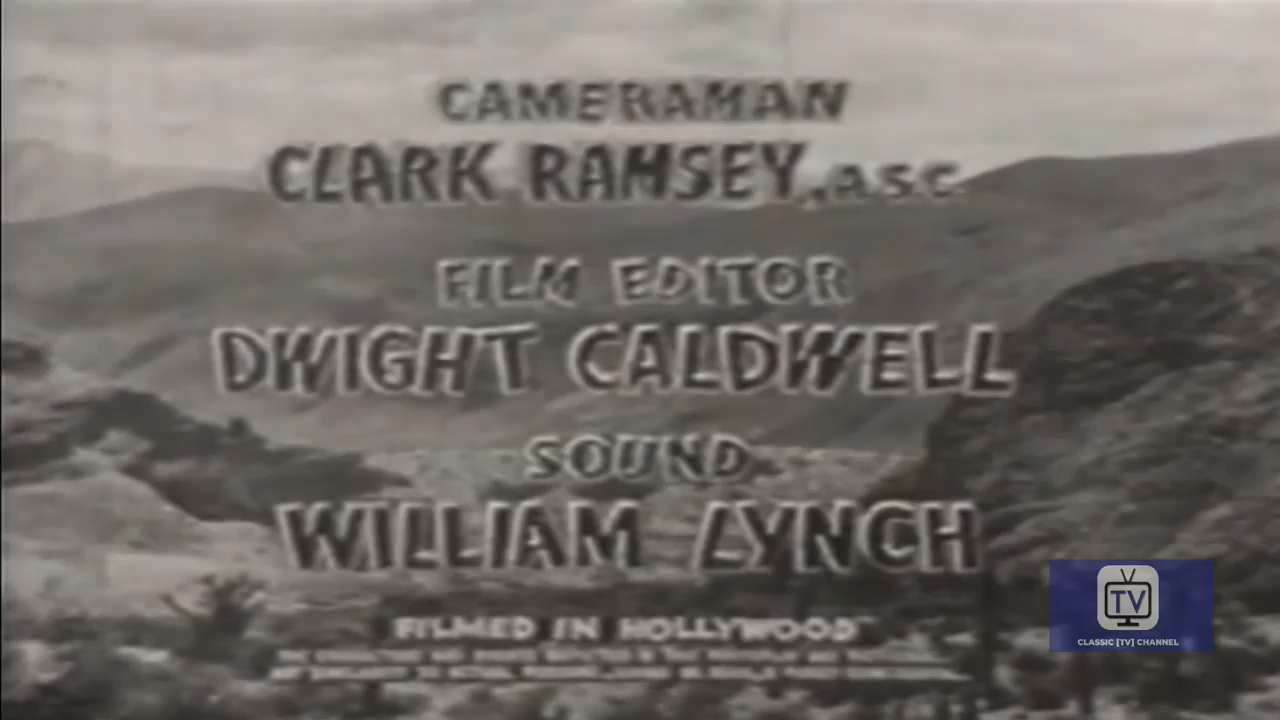 CAMERAMAN
CLARK RAMSEY, A.S.C.
FILM EDITOR
DWIGHT CALDWELL
SOUND
WILLIAM LYNCH
FILMED IN HOLLYWOOD
TV
CLASSIC [TV] CHANNEL